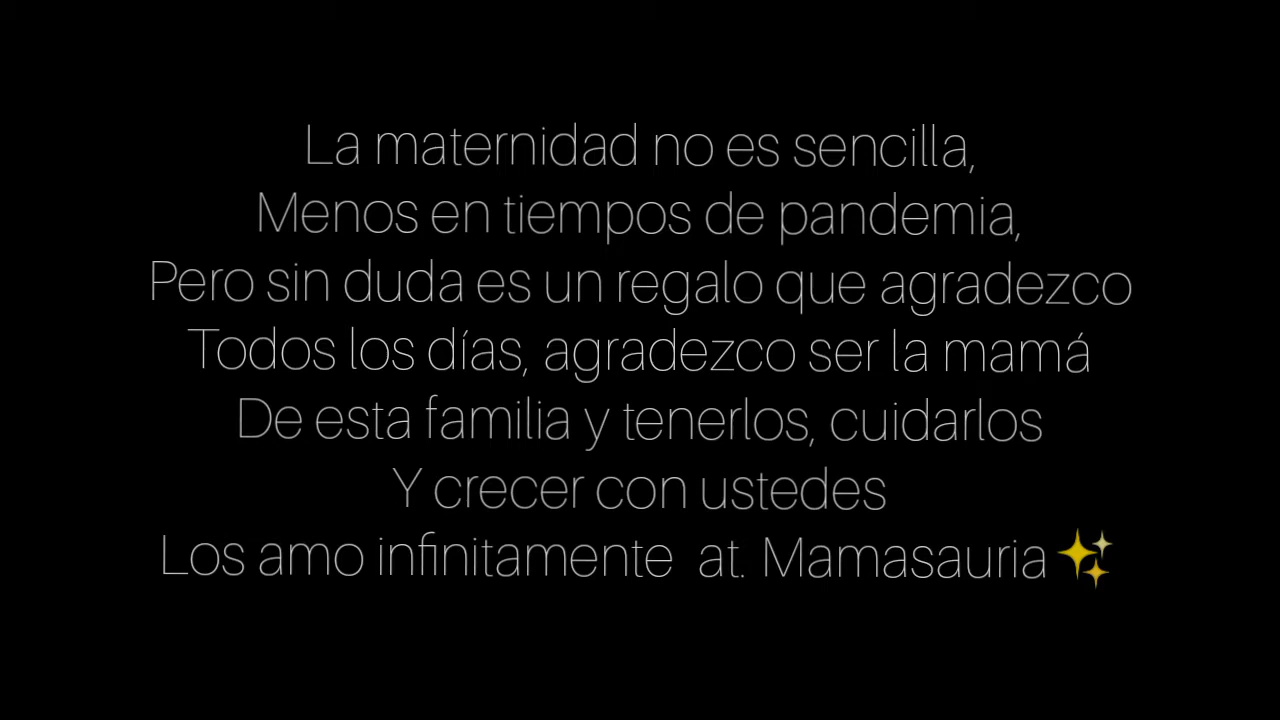 La maternidad no es sencilla,
Menos en tiempos de pandemia,
Pero sin duda es un regalo que agradezco
Todos los días, agradezco ser la mamá
De esta familia y tenerlos, cuidarlos
Y crecer con ustedes
Los amo infinitamente  at. Mamasauria ✨